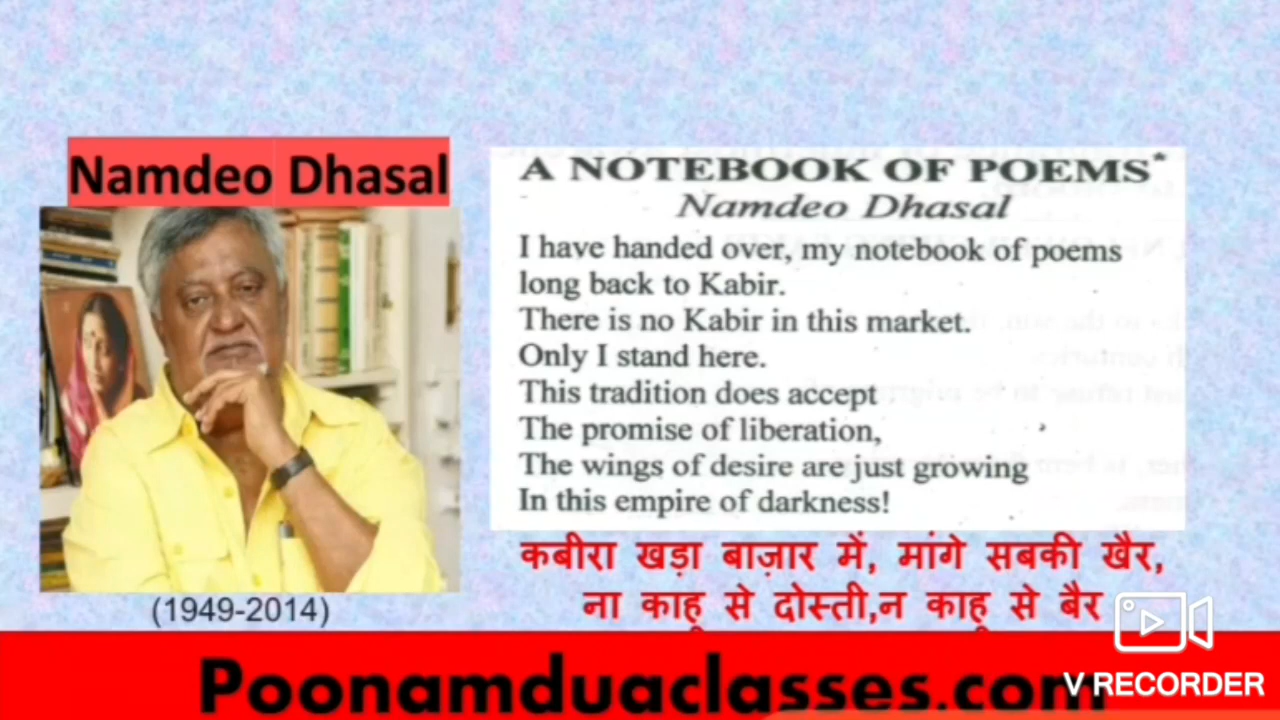 Namdeo Dhasal
(1949-2014)
A NOTEBOOK OF POEMS*
Namdeo Dhasal
I have handed over, my notebook of poems
long back to Kabir.
There is no Kabir in this market.
Only I stand here.
This tradition does accept
The promise of liberation,
The wings of desire are just growing
In this empire of darkness!
कबीरा खड़ा बाज़ार में, मांगे सबकी खैर,
ना काहू से दोस्ती,न काहू से बैर
Poonamduaclasses.com
V RECORDER